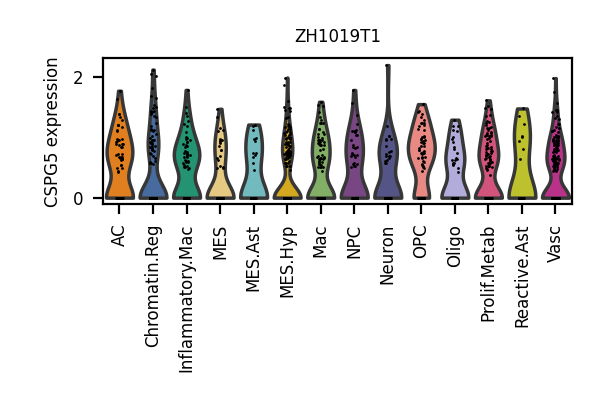 ZH1019T1
CSPG5 expression
2
0
AC
Chromatin.Reg
Inflammatory.Mac
MES
MES.Ast
MES.Hyp
Mac
NPC
Neuron
OPC
Oligo
Prolif.Metab
Reactive.Ast
Vasc